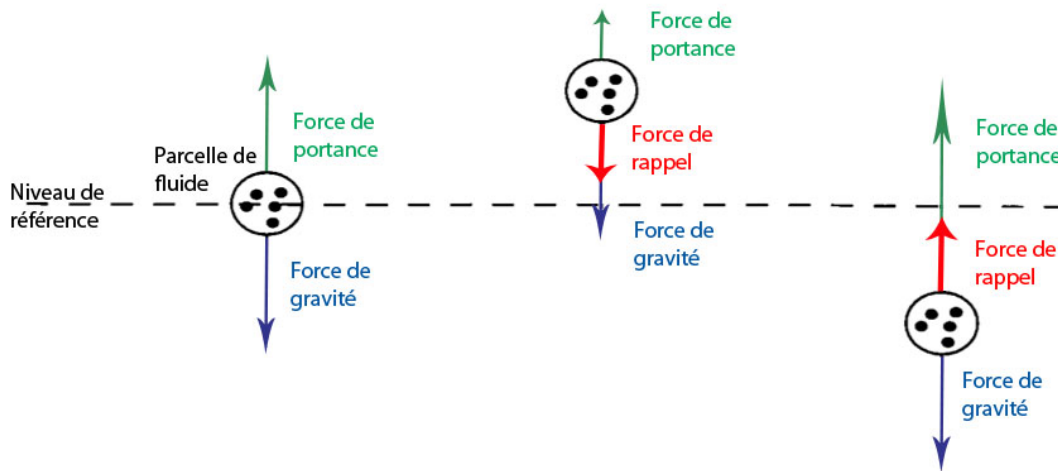 Force de
portance
Parcelle de
fluide
Niveau de
référence
Force de
gravité
Force de
portance
Force de
rappel
Force de
gravité
Force de
portance
Force de
rappel
Force de
gravité